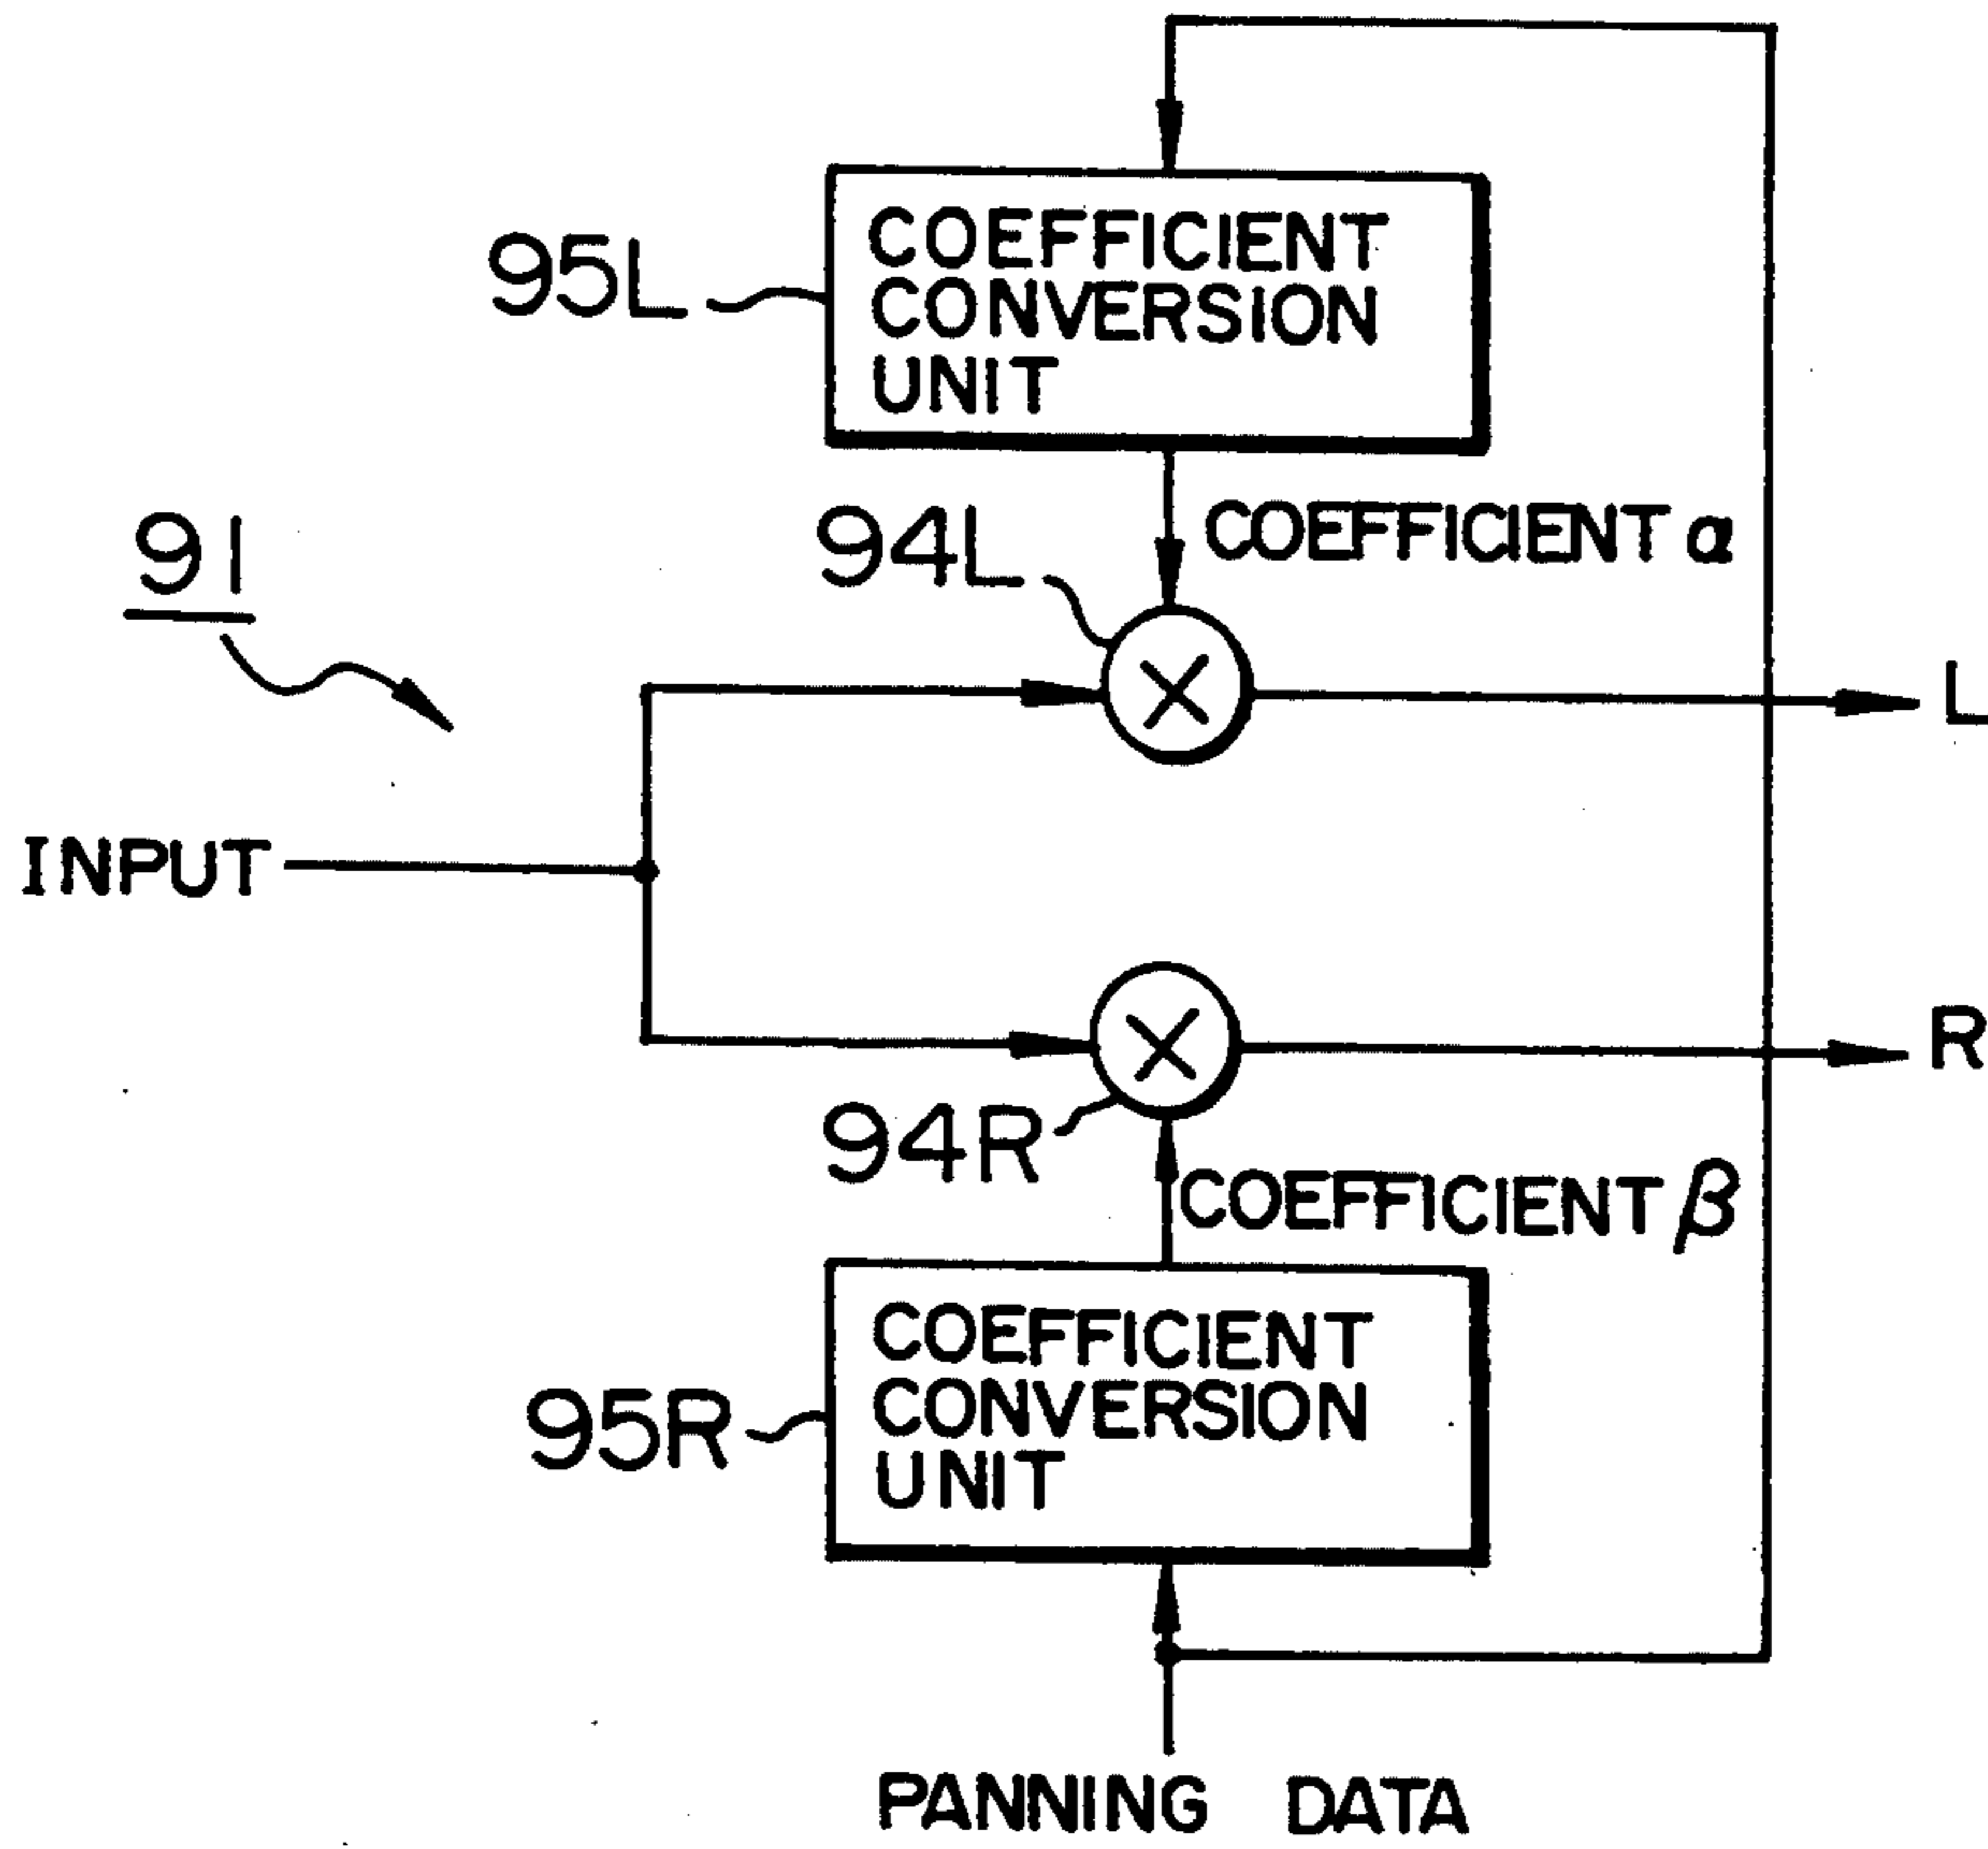 COEFFICIENT
CONVERSION
UNIT
95L
94L
COEFFICIENT α
91
L
INPUT
R
94R
COEFFICIENT β
COEFFICIENT
CONVERSION
UNIT
95R
PANNING DATA